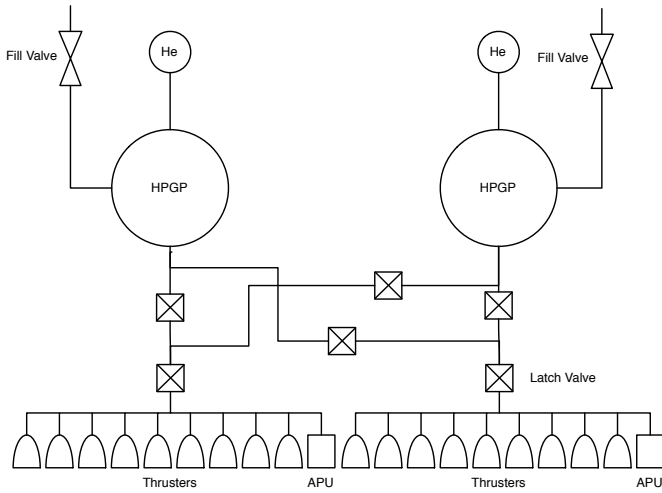 He
He
Fill Valve
Fill Valve
HPGP
HPGP
Latch Valve
Thrusters
APU
Thrusters
APU